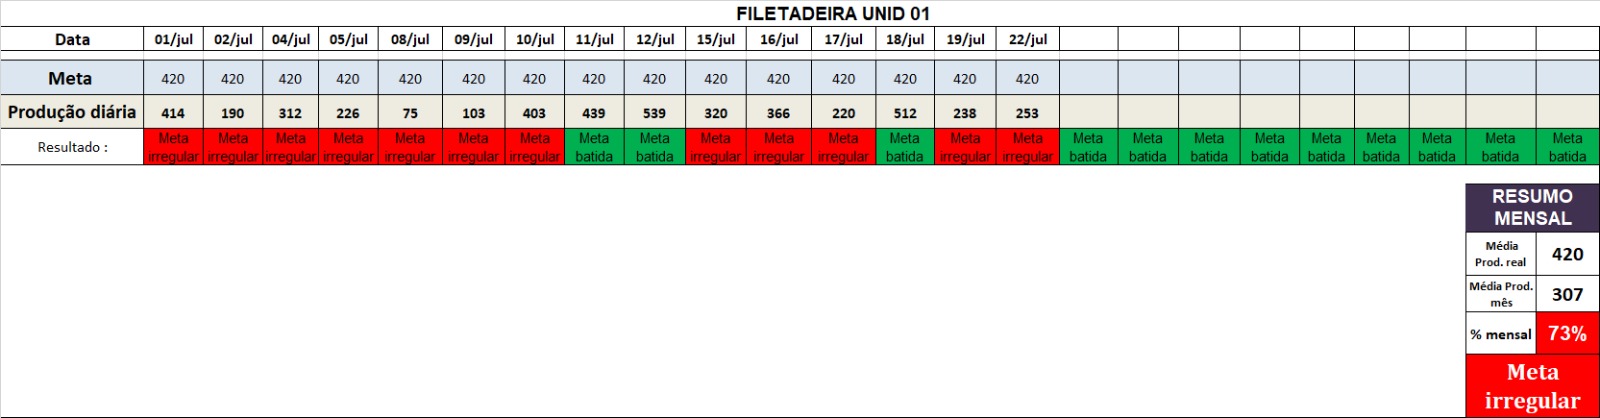 FILETADEIRA UNID 01
Data 01/jul 02/jul 04/jul 05/jul 08/jul 09/jul 10/jul 11/jul 12/jul 15/jul 16/jul 17/jul 18/jul 19/jul 22/jul
Meta 420 420 420 420 420 420 420 420 420 420 420 420 420 420 420
Produção diária 414 190 312 226 75 103 403 439 539 320 366 220 512 238 253
Resultado : Meta irregular Meta irregular Meta irregular Meta irregular Meta irregular Meta irregular Meta irregular Meta batida Meta batida Meta irregular Meta irregular Meta irregular Meta batida Meta irregular Meta irregular Meta batida Meta batida Meta batida Meta batida Meta batida Meta batida Meta batida Meta batida Meta batida
RESUMO
MENSAL
Média
Prod. real 420
Média Prod.
mês 307
% mensal 73%
Meta
irregular